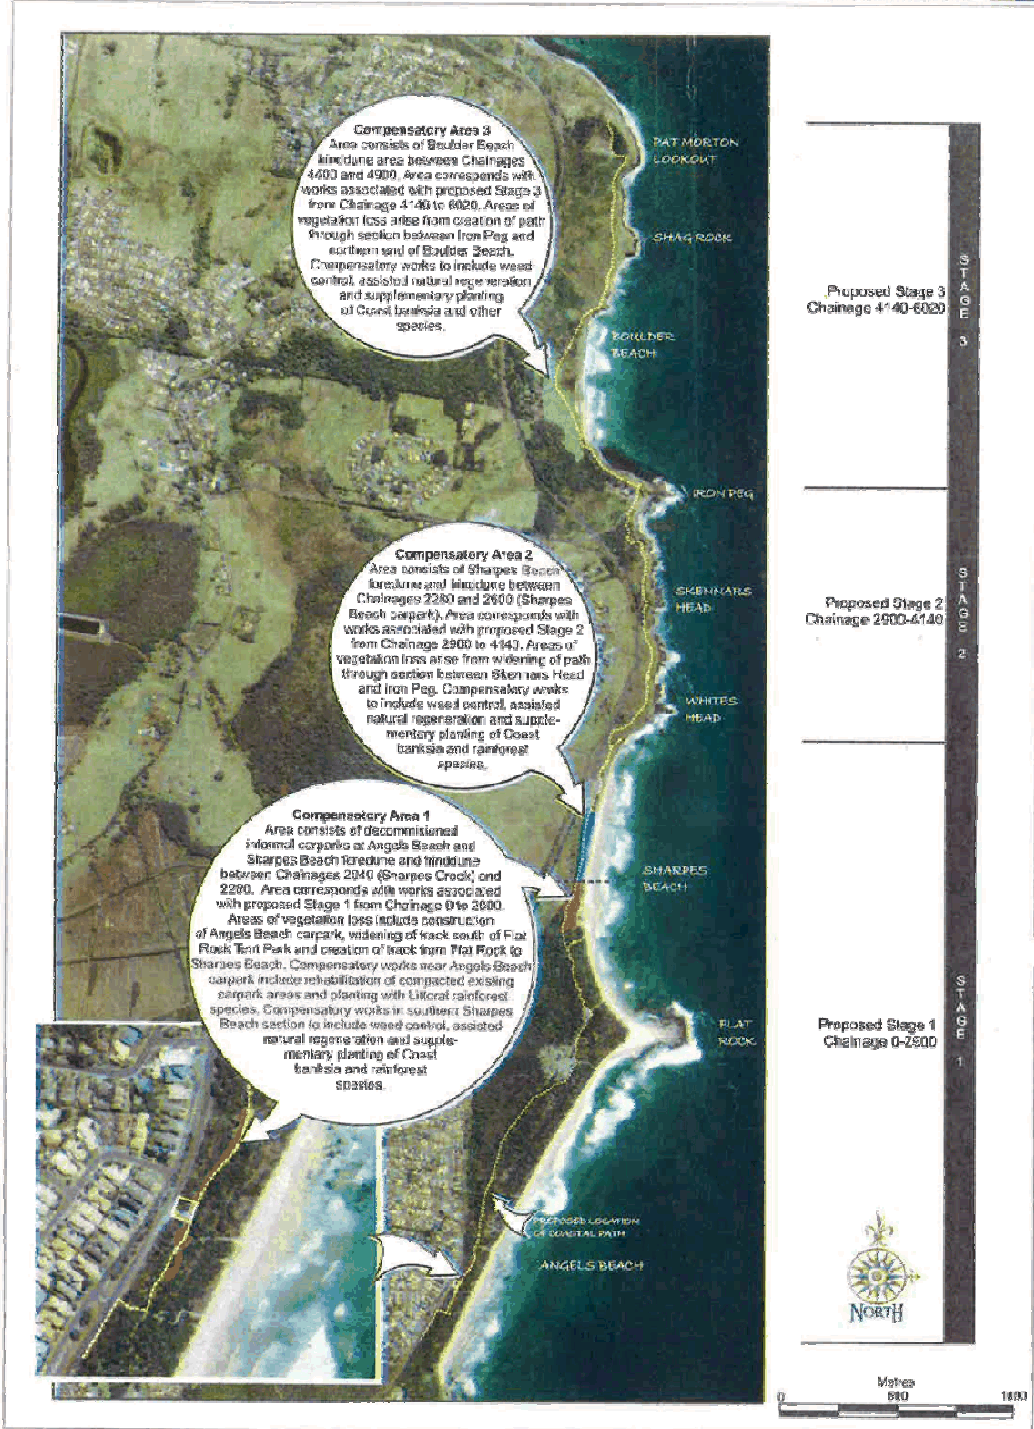 Compensatory Area 3
Area consists of Boulder Beach
hinddune area between Chainages
4400 and 4900. Area corresponds with
works associated with proposed Stage 3
from Chainage 4140 to 6020. Areas of
vegetation loss arise from creation of path
through section between Iron Peg and
northern end of Boulder Beach.
Compensatory works to include weed
control, assisted natural regeneration
and supplementary planting
of Coast banksia and other
species.
PAT MORTON
LOOKOUT
SHAG ROCK
BOULDER
BEACH
IRON PEG
Compensatory Area 2
Area consists of Sharpes Beach
foredune and hinddune between
Chainages 2280 and 2600 (Sharpes
Beach carpark). Area corresponds with
works associated with proposed Stage 2
from Chainage 2900 to 4140. Areas of
vegetation loss arise from widening of path
through section between Skennars Head
and Iron Peg. Compensatory works
to include weed control, assisted
natural regeneration and supple-
mentary planting of Coast
banksia and rainforest
species.
SKENNARS
HEAD
WHITES
HEAD
Compensatory Area 1
Area consists of decommisioned
informal carparks at Angels Beach and
Sharpes Beach foredune and hinddune
between Chainages 2040 (Sharpes Creek) and
2280. Area corresponds with works associated
with proposed Stage 1 from Chainage 0 to 2900.
Areas of vegetation loss include construction
of Angels Beach carpark, widening of track south of Flat
Rock Tent Park and creation of track from Flat Rock to
Sharpes Beach. Compensatory works near Angels Beach
carpark include rehabilitation of compacted existing
carpark areas and planting with Littoral rainforest
species. Compensatory works in southern Sharpes
Beach section to include weed control, assisted
natural regeneration and supple-
mentary planting of Coast
banksia and rainforest
species.
SHARPES
BEACH
FLAT
ROCK
PROPOSED LOCATION
OF COASTAL PATH
ANGELS BEACH
Proposed Stage 3
Chainage 4140-6020
STAGE 3
Proposed Stage 2
Chainage 2900-4140
STAGE 2
Proposed Stage 1
Chainage 0-2900
STAGE 1
NORTH
Metres
0 500 1000